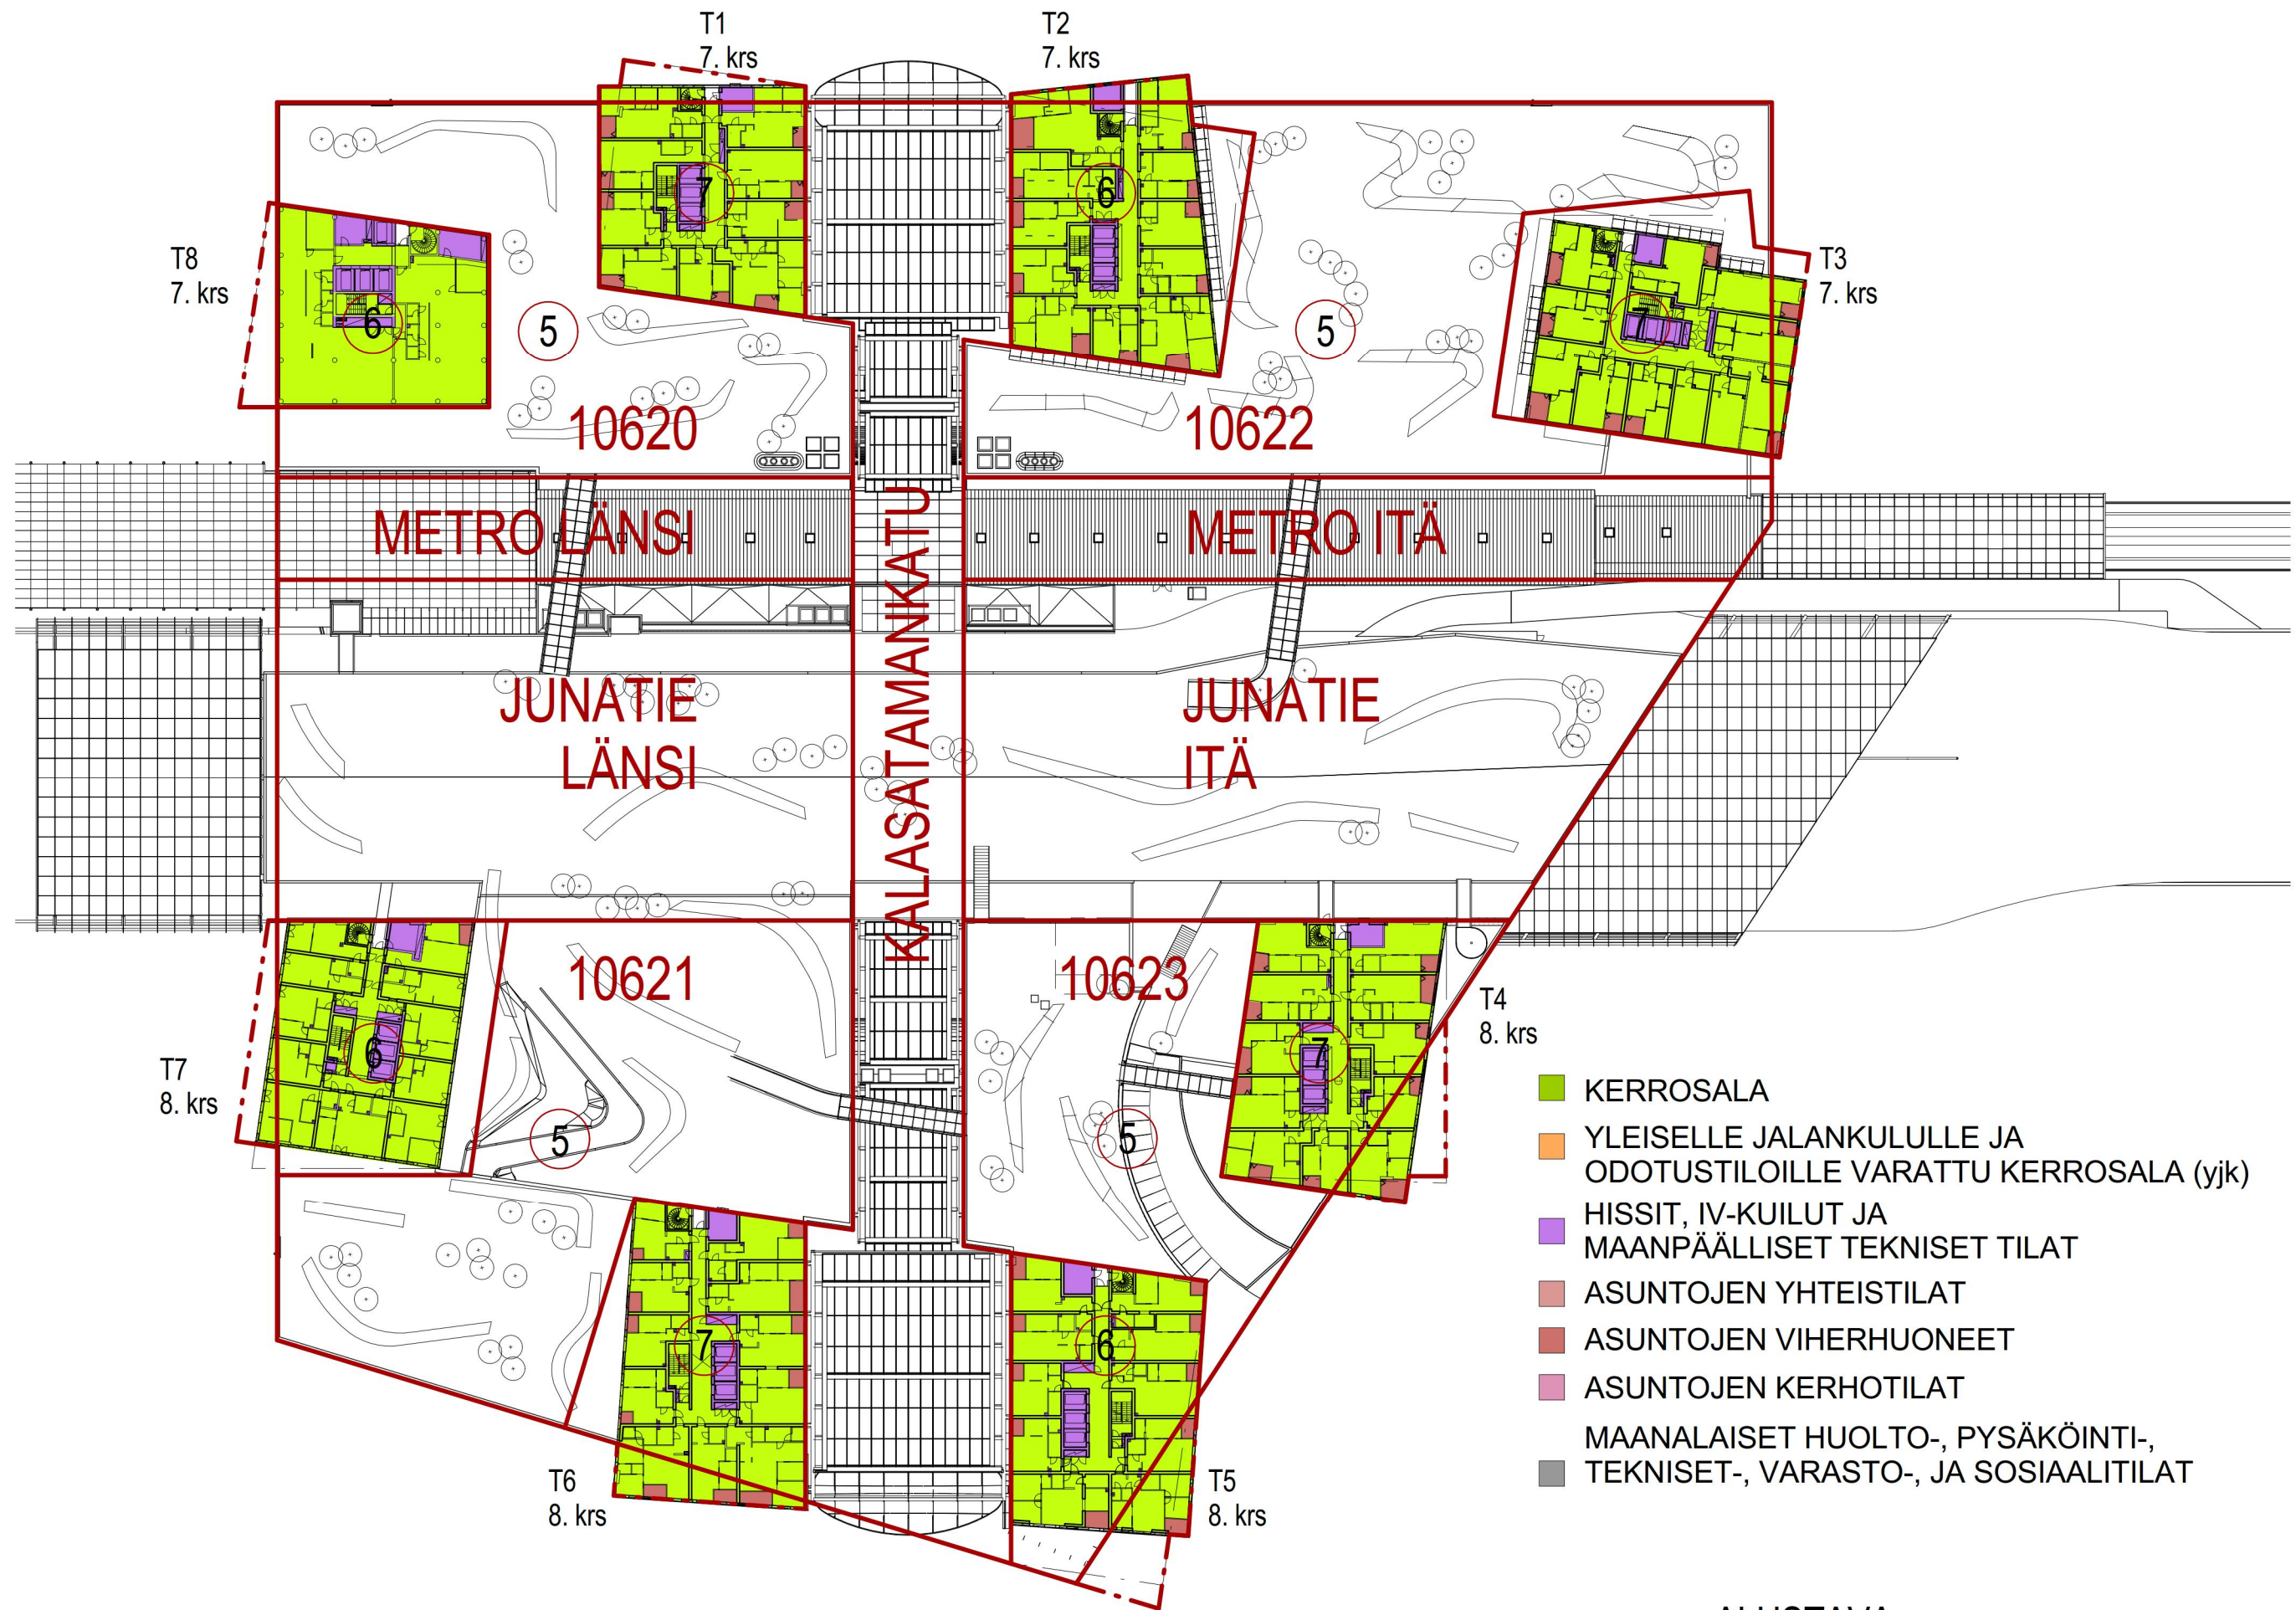 T1
7. krs
T2
7. krs
7
6
T8
7. krs
6
5
5
T3
7. krs
7
10620
10622
METRO LÄNSI
METRO ITÄ
KALASATAMANKATU
JUNATIE
LÄNSI
JUNATIE
ITÄ
10621
10623
T7
8. krs
6
5
5
7
T4
8. krs
7
6
T6
8. krs
T5
8. krs
KERROSALA
YLEISELLE JALANKULULLE JA
ODOTUSTILOILLE VARATTU KERROSALA (yjk)
HISSIT, IV-KUILUT JA
MAANPÄÄLLISET TEKNISET TILAT
ASUNTOJEN YHTEISTILAT
ASUNTOJEN VIHERHUONEET
ASUNTOJEN KERHOTILAT
MAANALAISET HUOLTO-, PYSÄKÖINTI-,
TEKNISET-, VARASTO-, JA SOSIAALITILAT